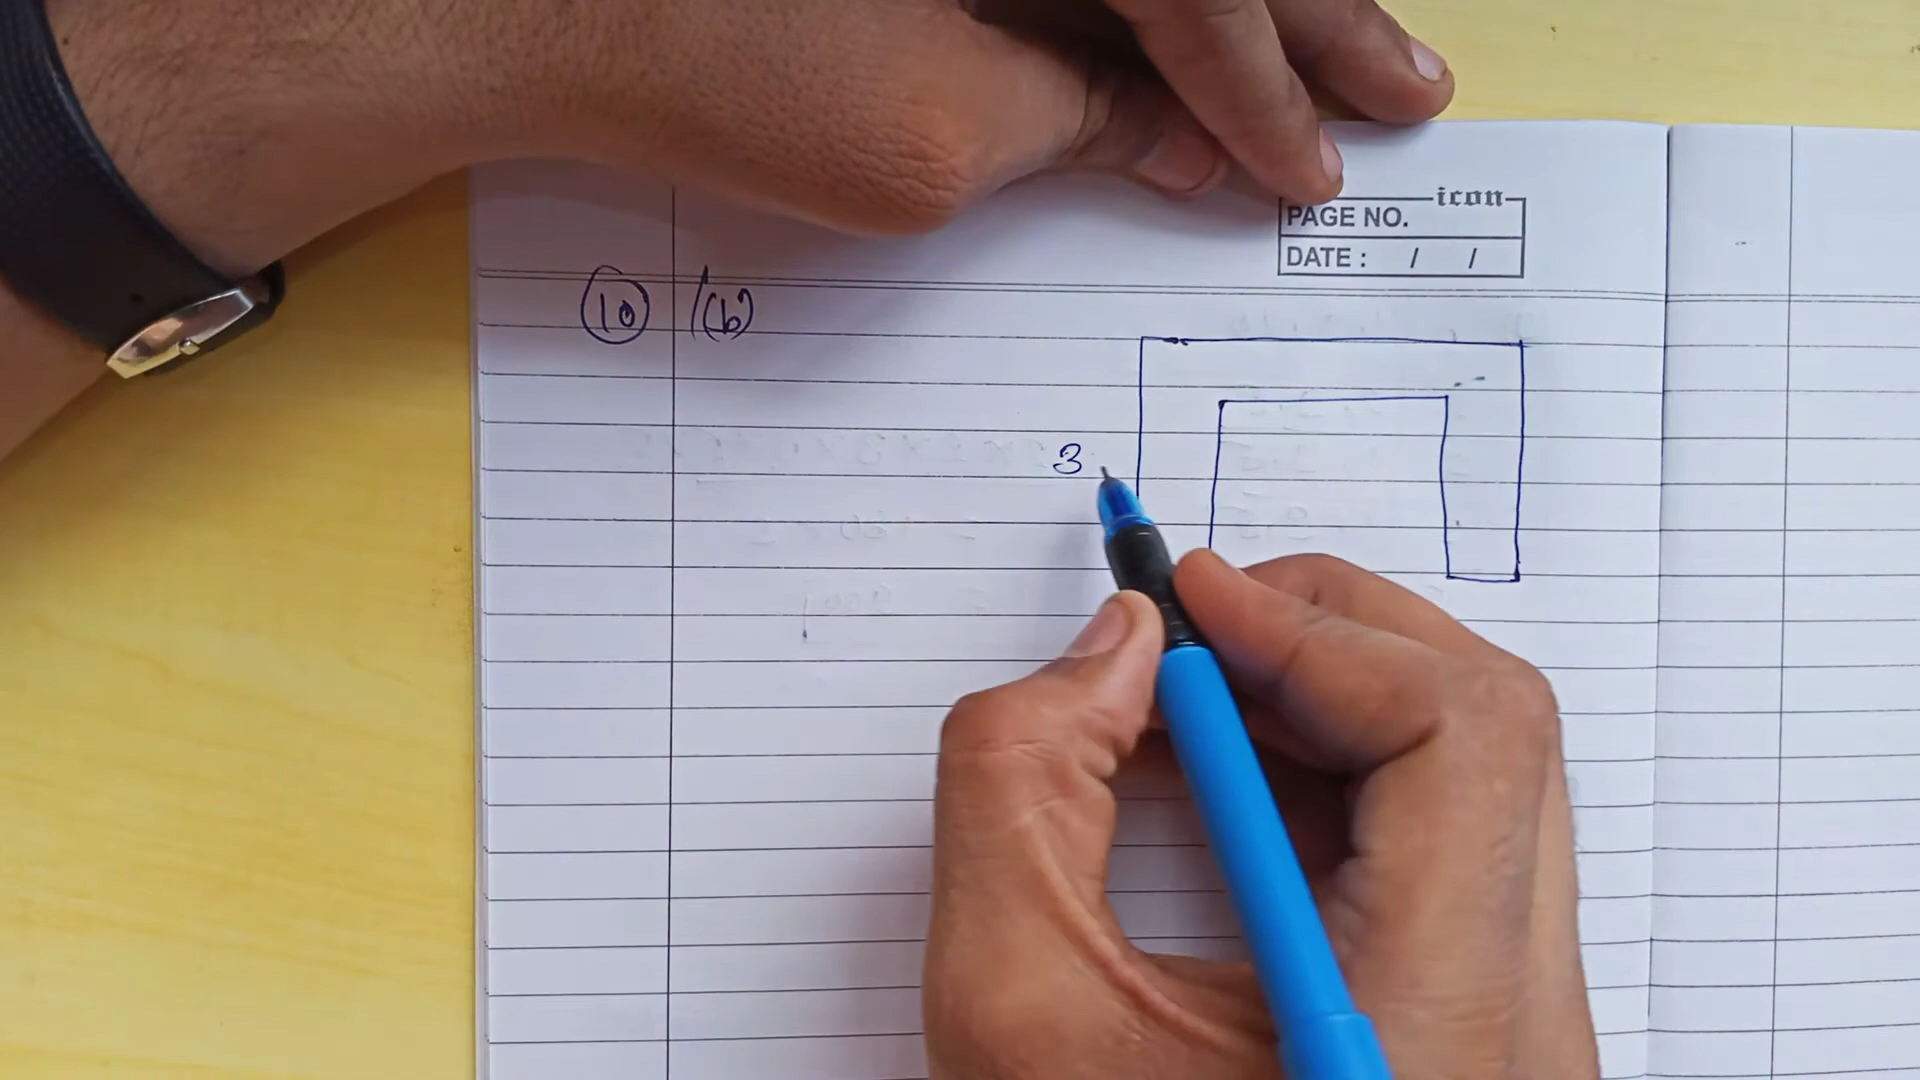 icon
PAGE NO.
DATE : / /
10 (b)
3